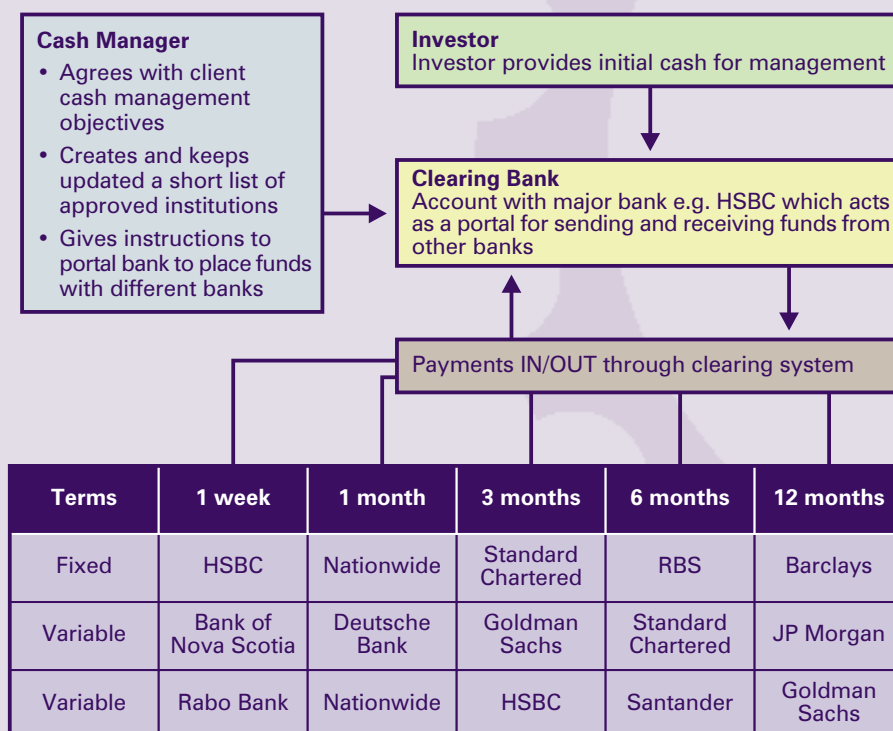 Cash Manager
• Agrees with client
cash management
objectives
• Creates and keeps
updated a short list of
approved institutions
• Gives instructions to
portal bank to place funds
with different banks
Investor
Investor provides initial cash for management
Clearing Bank
Account with major bank e.g. HSBC which acts
as a portal for sending and receiving funds from
other banks
Payments IN/OUT through clearing system
Terms 1 week 1 month 3 months 6 months 12 months
Fixed HSBC Nationwide Standard Chartered RBS Barclays
Variable Bank of Nova Scotia Deutsche Bank Goldman Sachs Standard Chartered JP Morgan
Variable Rabo Bank Nationwide HSBC Santander Goldman Sachs